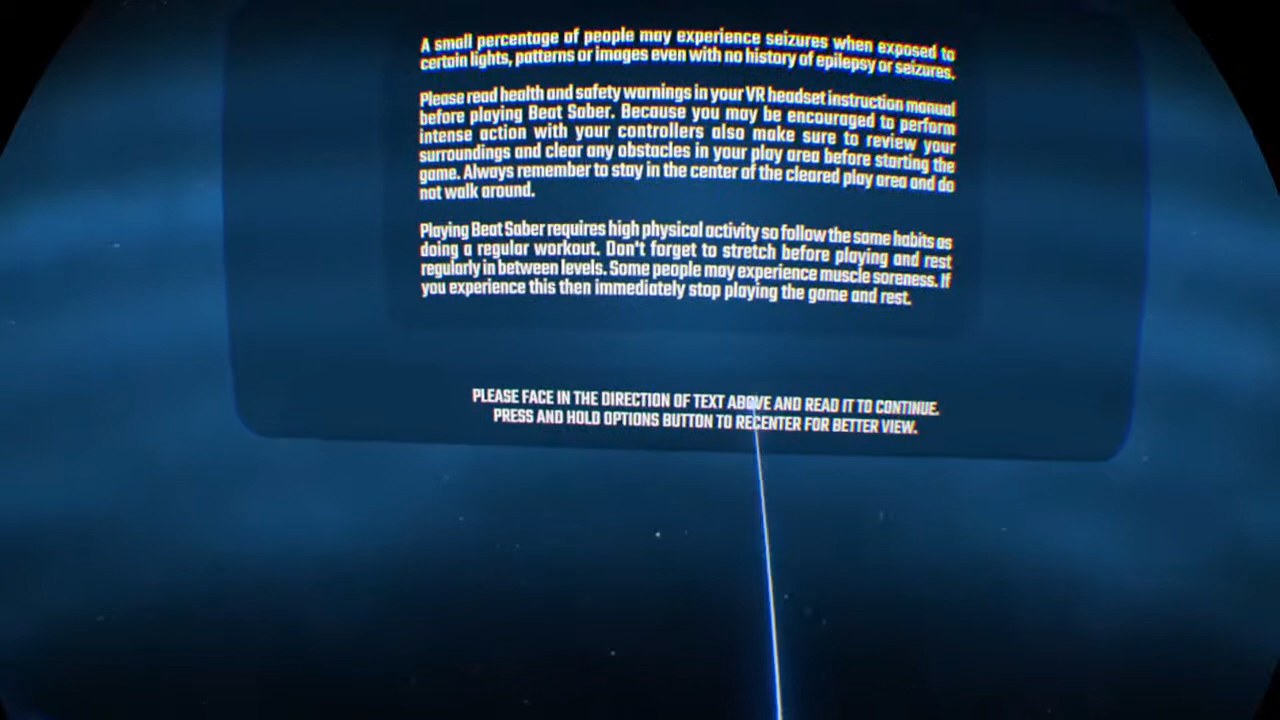 A small percentage of people may experience seizures when exposed to
certain lights, patterns or images even with no history of epilepsy or seizures.
Please read health and safety warnings in your VR headset instruction manual
before playing Beat Saber. Because you may be encouraged to perform
intense action with your controllers also make sure to review your
surroundings and clear any obstacles in your play area before starting the
game. Always remember to stay in the center of the cleared play area and do
not walk around.
Playing Beat Saber requires high physical activity so follow the same habits as
doing a regular workout. Don't forget to stretch before playing and rest
regularly in between levels. Some people may experience muscle soreness. If
you experience this then immediately stop playing the game and rest.
PLEASE FACE IN THE DIRECTION OF TEXT ABOVE AND READ IT TO CONTINUE.
PRESS AND HOLD OPTIONS BUTTON TO RECENTER FOR BETTER VIEW.